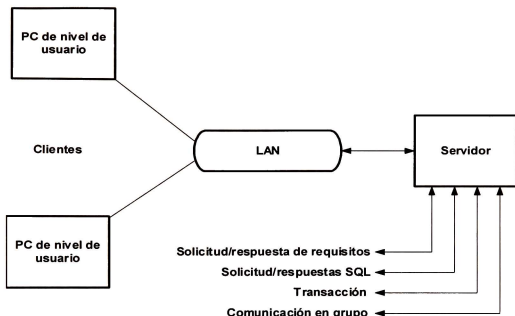 PC de nivel de
usuario
Clientes
LAN
Servidor
PC de nivel de
usuario
Solicitud/respuesta de requisitos
Solicitud/respuestas SQL
Transacción
Comunicación en grupo